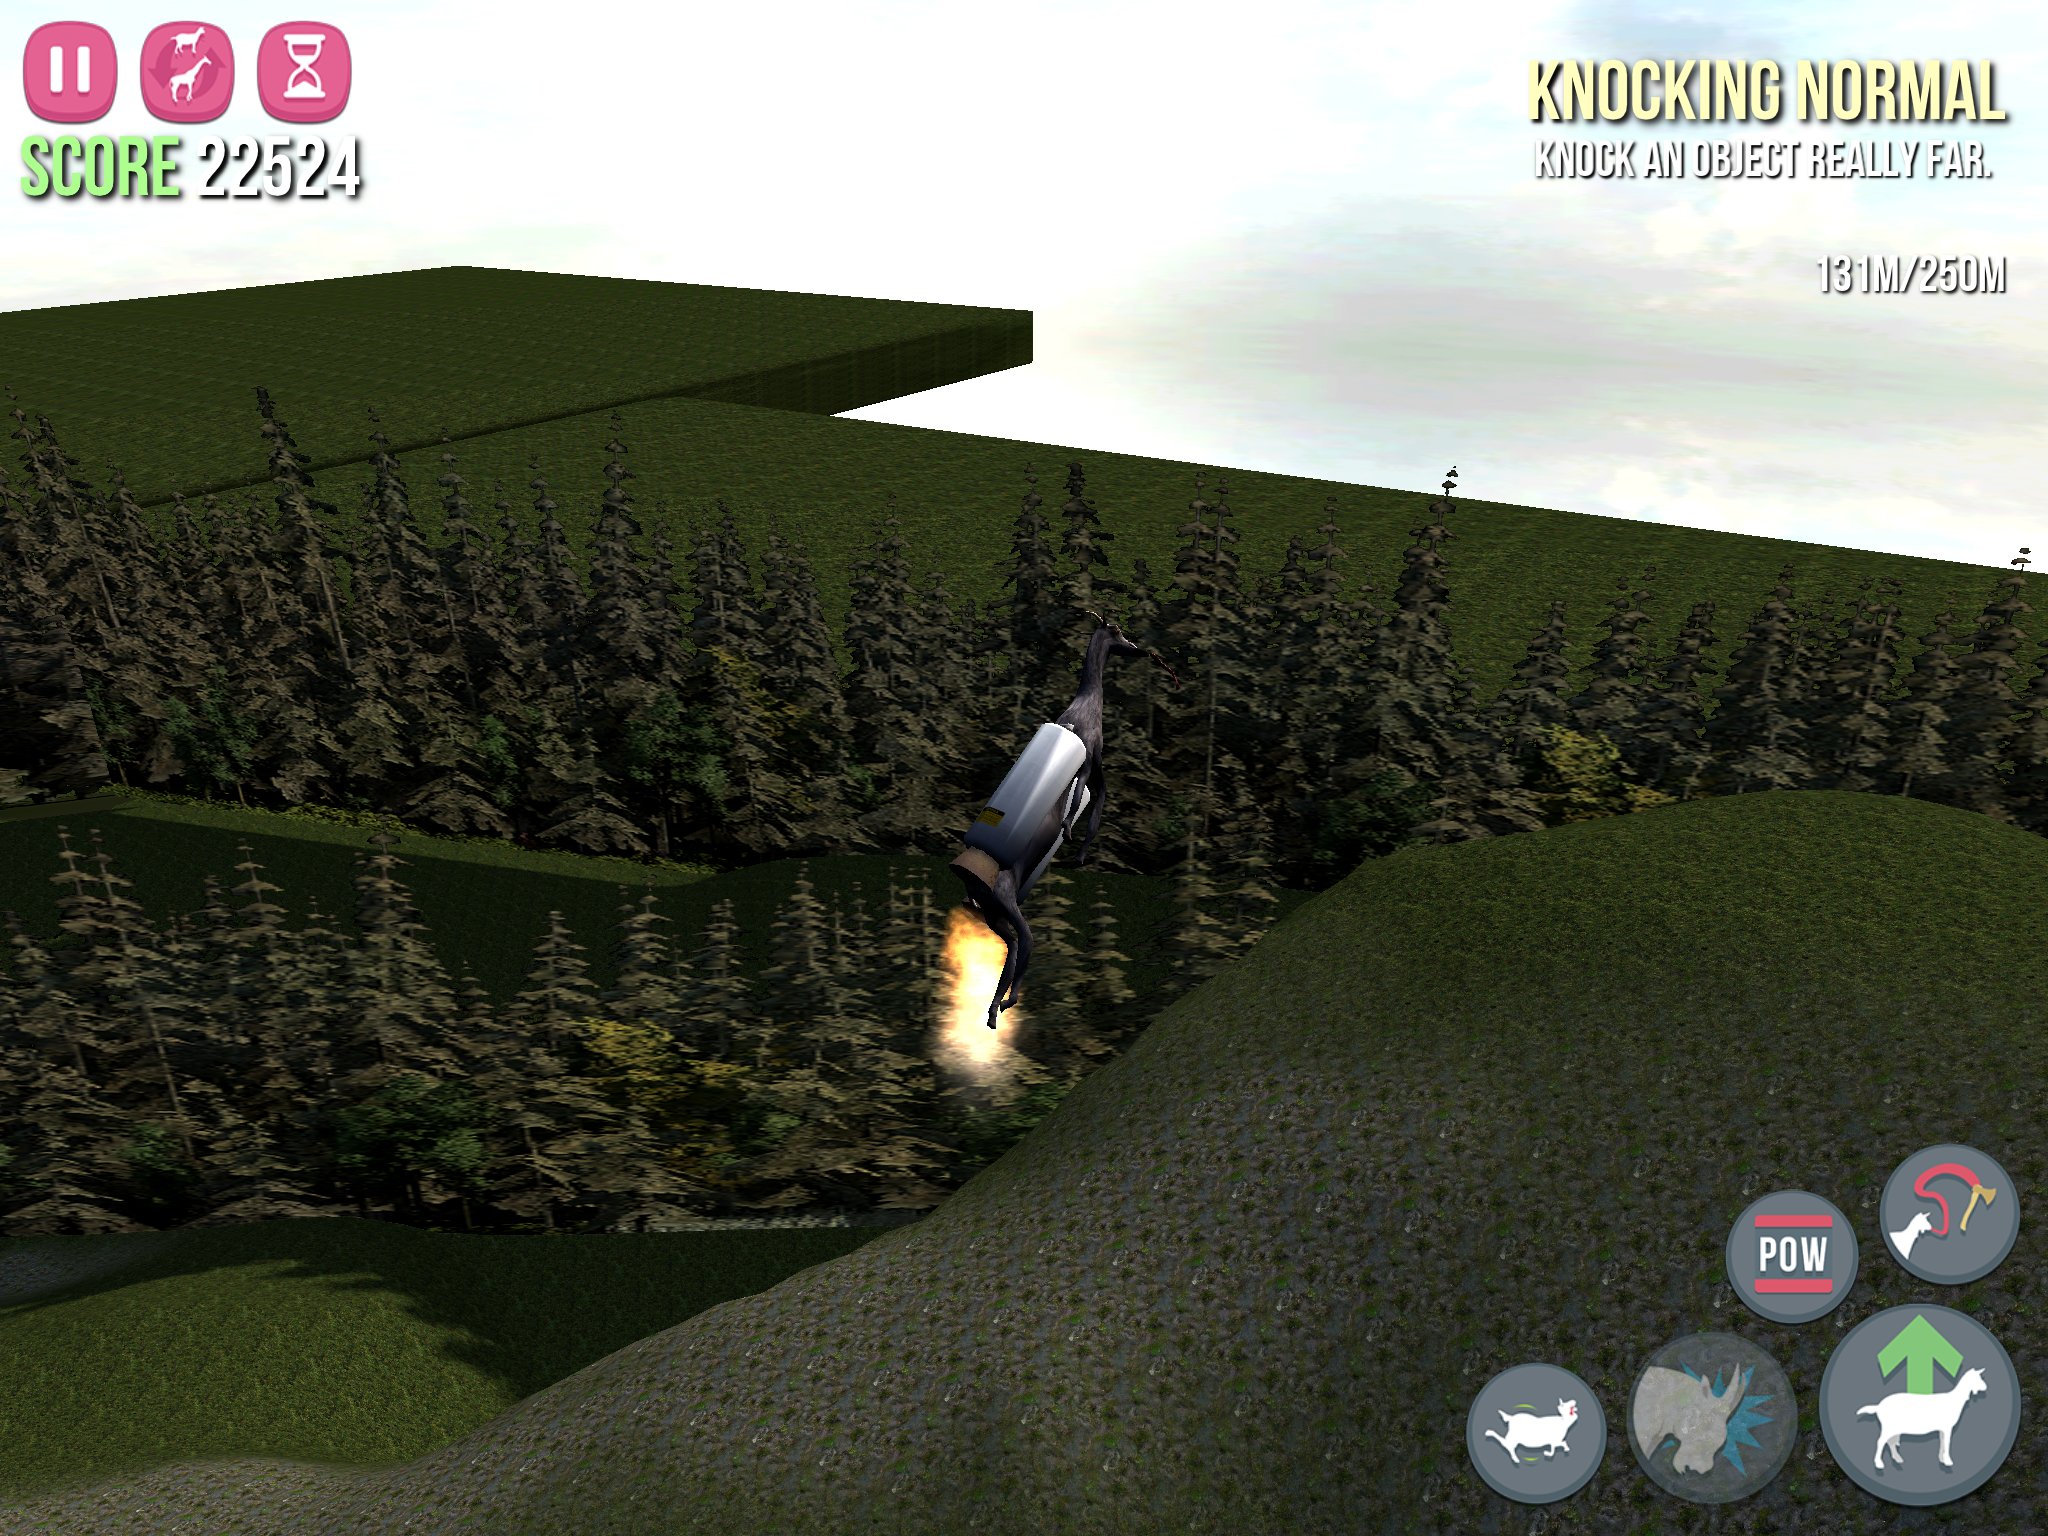 SCORE 22524
KNOCKING NORMAL
KNOCK AN OBJECT REALLY FAR.
131M/250M
POW